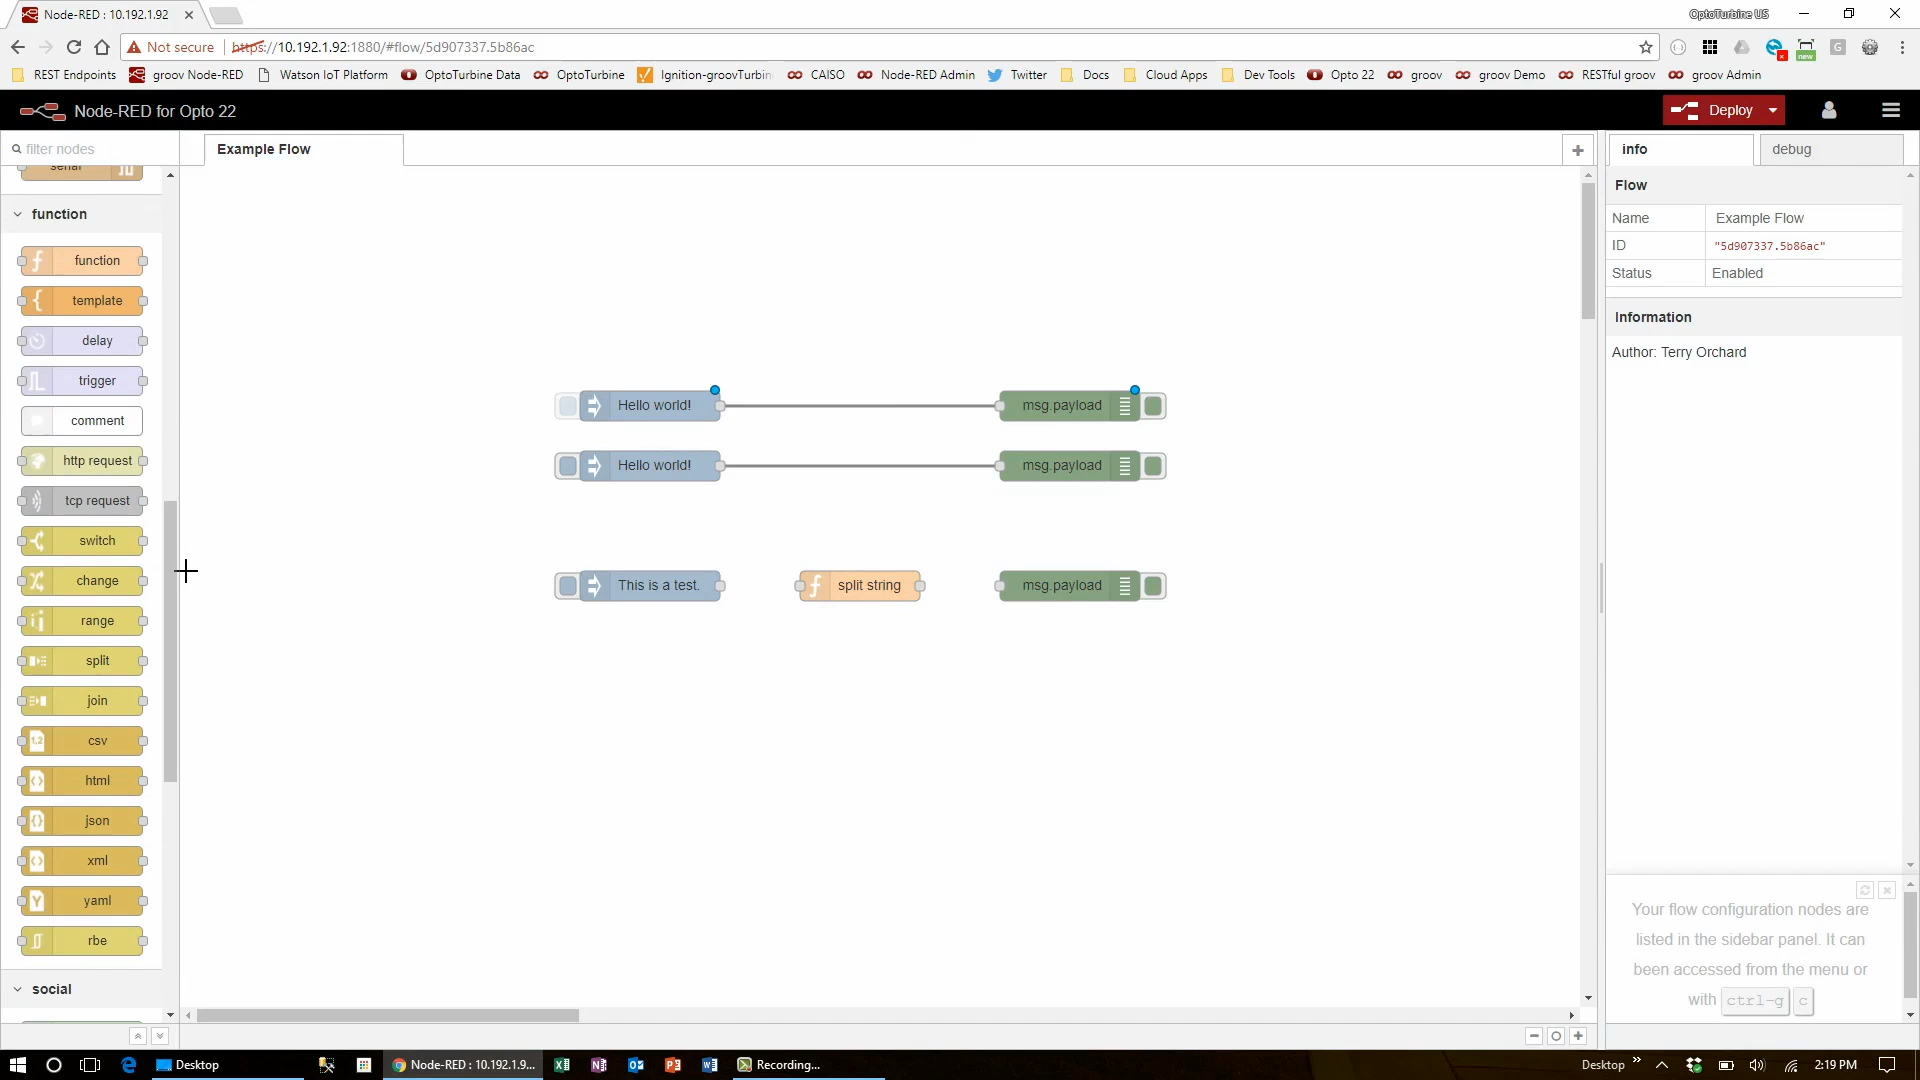 Node-RED : 10.192.1.92
OptoTurbine US
Not secure
https://10.192.1.92:1880/#flow/5d907337.5b86ac
new
REST Endpoints groov Node-RED Watson IoT Platform OptoTurbine Data OptoTurbine Ignition-groovTurbin CAISO Node-RED Admin Twitter Docs Cloud Apps Dev Tools Opto 22 groov groov Demo RESTful groov groov Admin
Node-RED for Opto 22
Deploy
filter nodes
Example Flow
info
debug
serial
function
function
template
delay
trigger
comment
http request
tcp request
switch
change
range
split
join
csv
html
json
xml
yaml
rbe
social
Hello world!
msg.payload
Hello world!
msg.payload
This is a test.
split string
msg.payload
Flow
Name Example Flow
ID "5d907337.5b86ac"
Status Enabled
Information
Author: Terry Orchard
Your flow configuration nodes are
listed in the sidebar panel. It can
been accessed from the menu or
with ctrl-g c
Desktop
Node-RED : 10.192.1.9...
Recording...
Desktop
2:19 PM